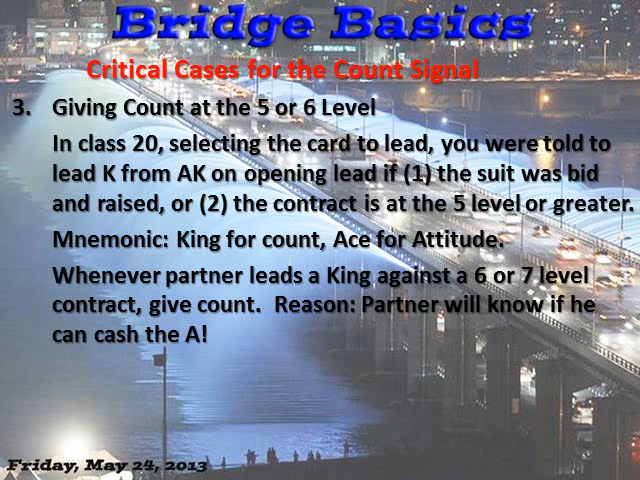 Bridge Basics
Critical Cases for the Count Signal
3. Giving Count at the 5 or 6 Level
In class 20, selecting the card to lead, you were told to
lead K from AK on opening lead if (1) the suit was bid
and raised, or (2) the contract is at the 5 level or greater.
Mnemonic: King for count, Ace for Attitude.
Whenever partner leads a King against a 6 or 7 level
contract, give count. Reason: Partner will know if he
can cash the A!
Friday, May 24, 2013